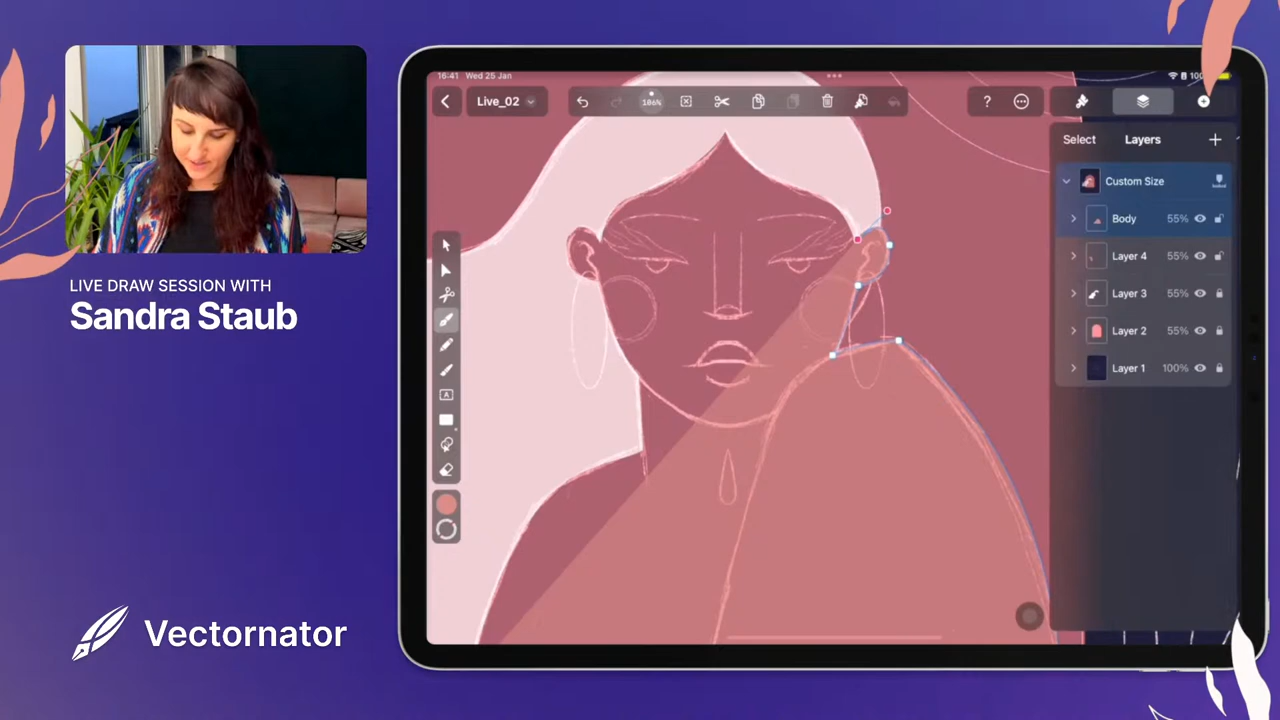 LIVE DRAW SESSION WITH
Sandra Staub
Vectornator
16:41 Wed 25 Jan
Live_02
106%
?
Select Layers +
Custom Size
Body 55%
Layer 4 55%
Layer 3 55%
Layer 2 55%
Layer 1 100%
A